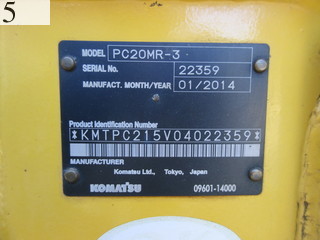 5
MODEL PC20MR-3
SERIAL No. 22359
MANUFACT. MONTH/YEAR 01/2014
Product Identification Number
*KMTPC215V04022359*
MANUFACTURER
Komatsu Ltd., Tokyo, Japan
KOMATSU 09601-14000